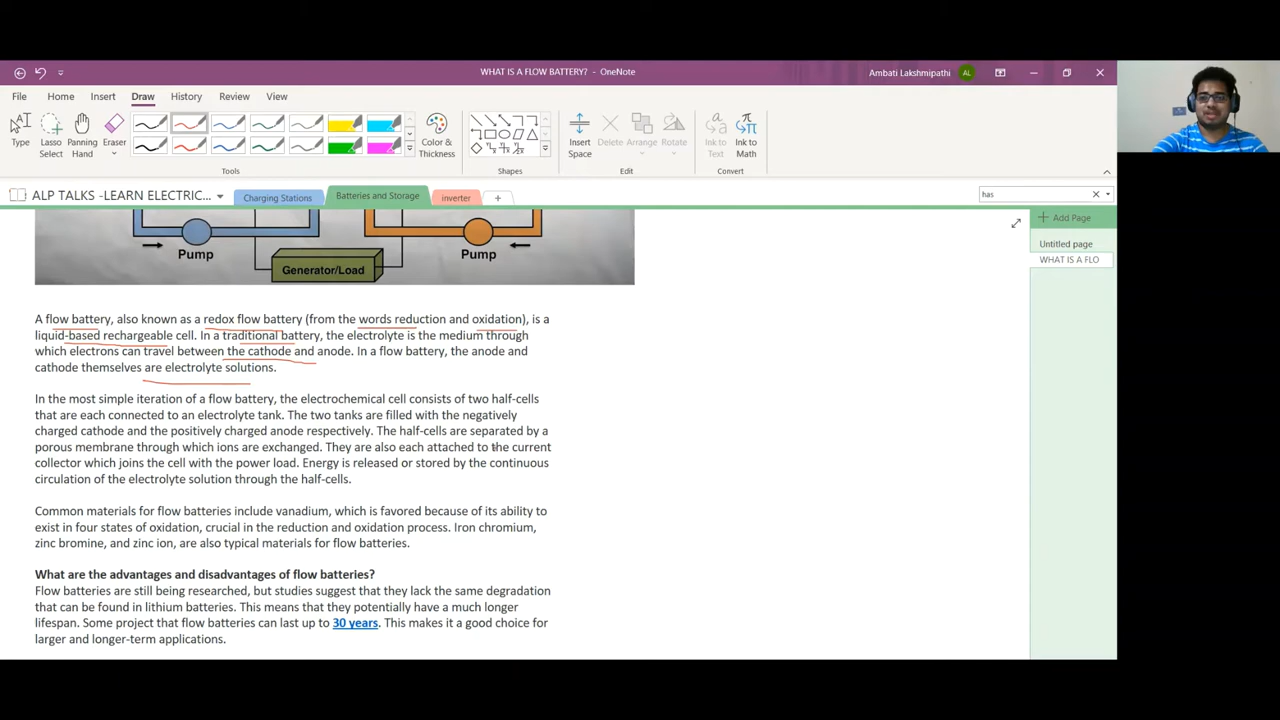 WHAT IS A FLOW BATTERY? - OneNote
Ambati Lakshmipathi AL
File Home Insert Draw History Review View
Type Lasso Select Panning Hand Eraser Color & Thickness Insert Space Delete Arrange Rotate Ink to Text Ink to Math
Tools Shapes Edit Convert
ALP TALKS -LEARN ELECTRIC... Charging Stations Batteries and Storage inverter has
Add Page
Untitled page
WHAT IS A FLO
Pump Pump
Generator/Load
A flow battery, also known as a redox flow battery (from the words reduction and oxidation), is a
liquid-based rechargeable cell. In a traditional battery, the electrolyte is the medium through
which electrons can travel between the cathode and anode. In a flow battery, the anode and
cathode themselves are electrolyte solutions.
In the most simple iteration of a flow battery, the electrochemical cell consists of two half-cells
that are each connected to an electrolyte tank. The two tanks are filled with the negatively
charged cathode and the positively charged anode respectively. The half-cells are separated by a
porous membrane through which ions are exchanged. They are also each attached to the current
collector which joins the cell with the power load. Energy is released or stored by the continuous
circulation of the electrolyte solution through the half-cells.
Common materials for flow batteries include vanadium, which is favored because of its ability to
exist in four states of oxidation, crucial in the reduction and oxidation process. Iron chromium,
zinc bromine, and zinc ion, are also typical materials for flow batteries.
What are the advantages and disadvantages of flow batteries?
Flow batteries are still being researched, but studies suggest that they lack the same degradation
that can be found in lithium batteries. This means that they potentially have a much longer
lifespan. Some project that flow batteries can last up to 30 years. This makes it a good choice for
larger and longer-term applications.